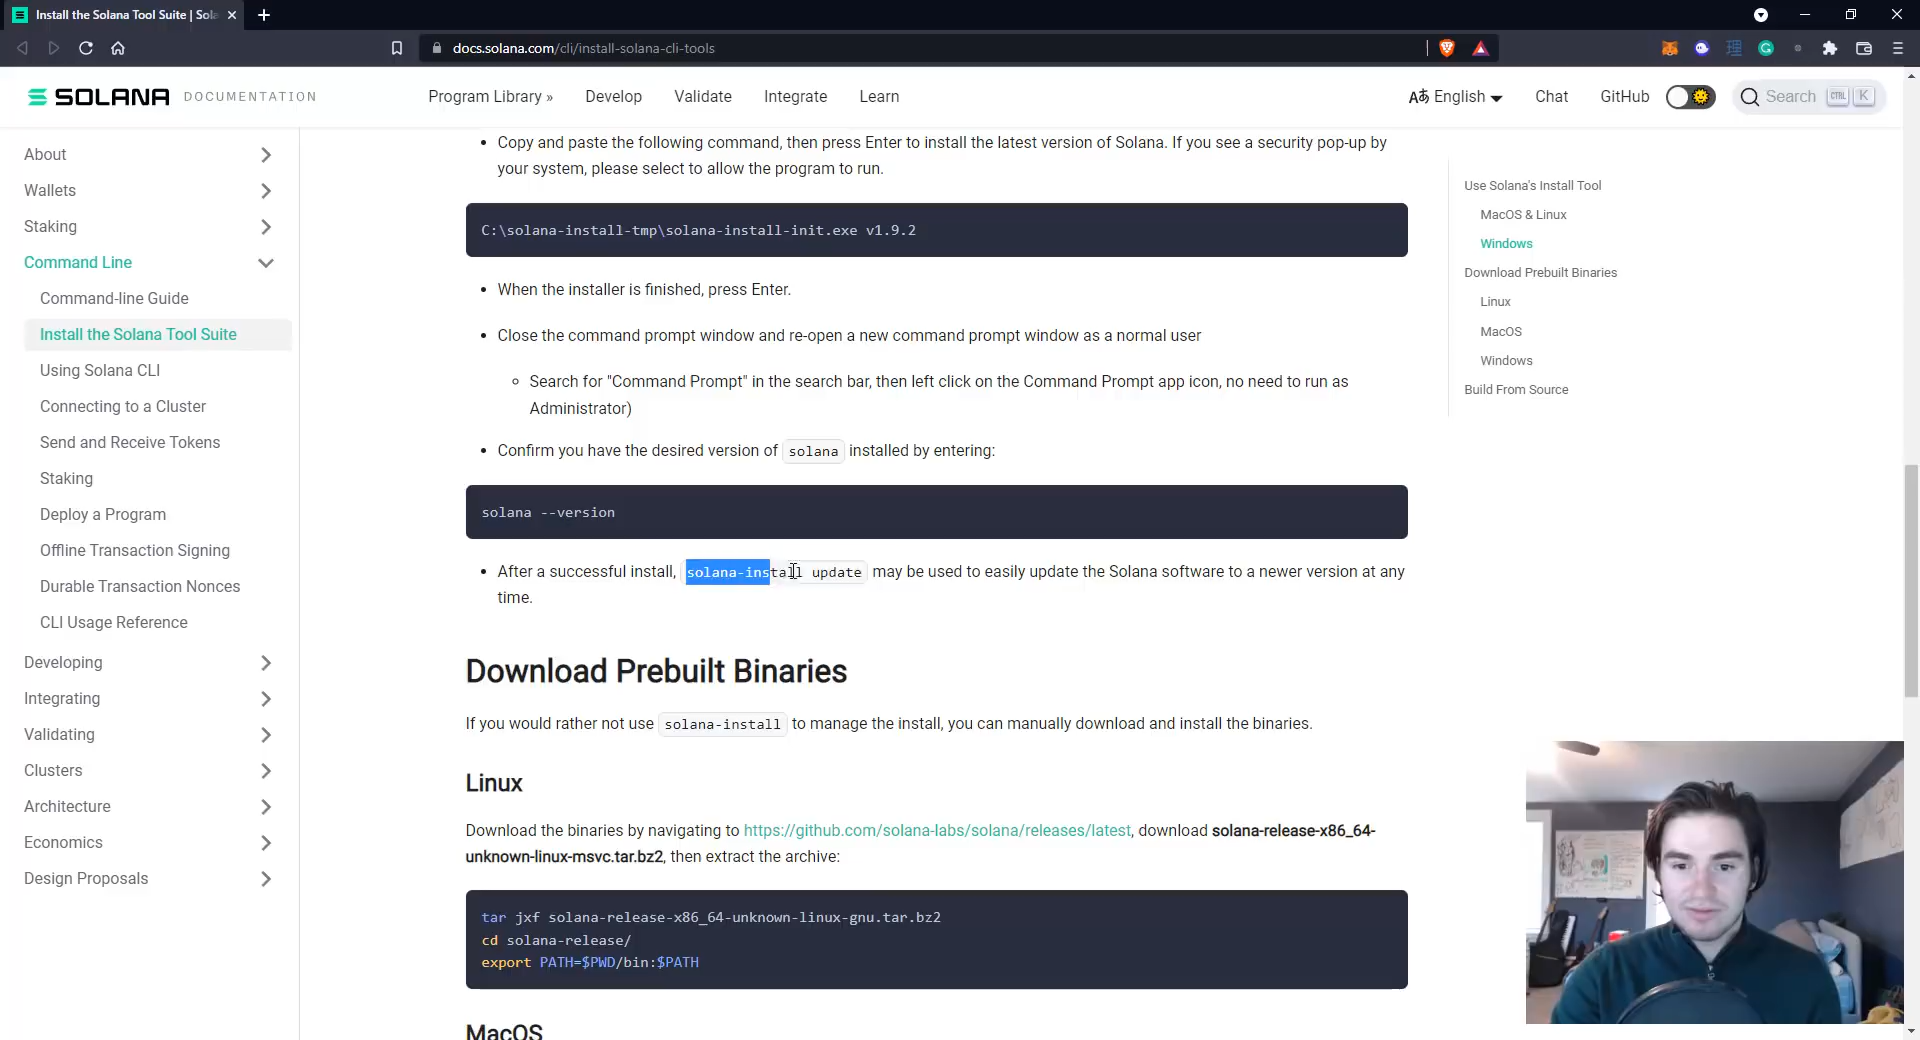 Install the Solana Tool Suite | Sola
docs.solana.com/cli/install-solana-cli-tools
SOLANA DOCUMENTATION
Program Library »
Develop
Validate
Integrate
Learn
English
Chat
GitHub
Search
CTRL
K
About
Wallets
Staking
Command Line
Command-line Guide
Install the Solana Tool Suite
Using Solana CLI
Connecting to a Cluster
Send and Receive Tokens
Staking
Deploy a Program
Offline Transaction Signing
Durable Transaction Nonces
CLI Usage Reference
Developing
Integrating
Validating
Clusters
Architecture
Economics
Design Proposals
• Copy and paste the following command, then press Enter to install the latest version of Solana. If you see a security pop-up by
your system, please select to allow the program to run.
C:\solana-install-tmp\solana-install-init.exe v1.9.2
• When the installer is finished, press Enter.
• Close the command prompt window and re-open a new command prompt window as a normal user
◦ Search for "Command Prompt" in the search bar, then left click on the Command Prompt app icon, no need to run as
Administrator)
• Confirm you have the desired version of solana installed by entering:
solana --version
• After a successful install, solana-install update may be used to easily update the Solana software to a newer version at any
time.
Download Prebuilt Binaries
If you would rather not use solana-install to manage the install, you can manually download and install the binaries.
Linux
Download the binaries by navigating to https://github.com/solana-labs/solana/releases/latest, download solana-release-x86_64-
unknown-linux-msvc.tar.bz2, then extract the archive:
tar jxf solana-release-x86_64-unknown-linux-gnu.tar.bz2
cd solana-release/
export PATH=$PWD/bin:$PATH
MacOS
Use Solana's Install Tool
MacOS & Linux
Windows
Download Prebuilt Binaries
Linux
MacOS
Windows
Build From Source